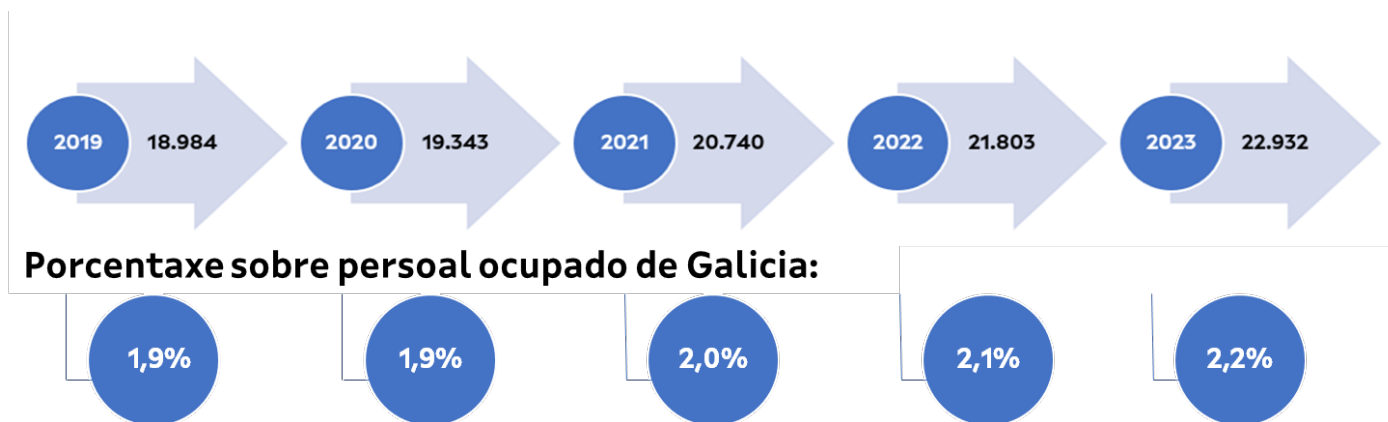 2019 18.984 2020 19.343 2021 20.740 2022 21.803 2023 22.932
Porcentaxe sobre persoal ocupado de Galicia:
1,9% 1,9% 2,0% 2,1% 2,2%